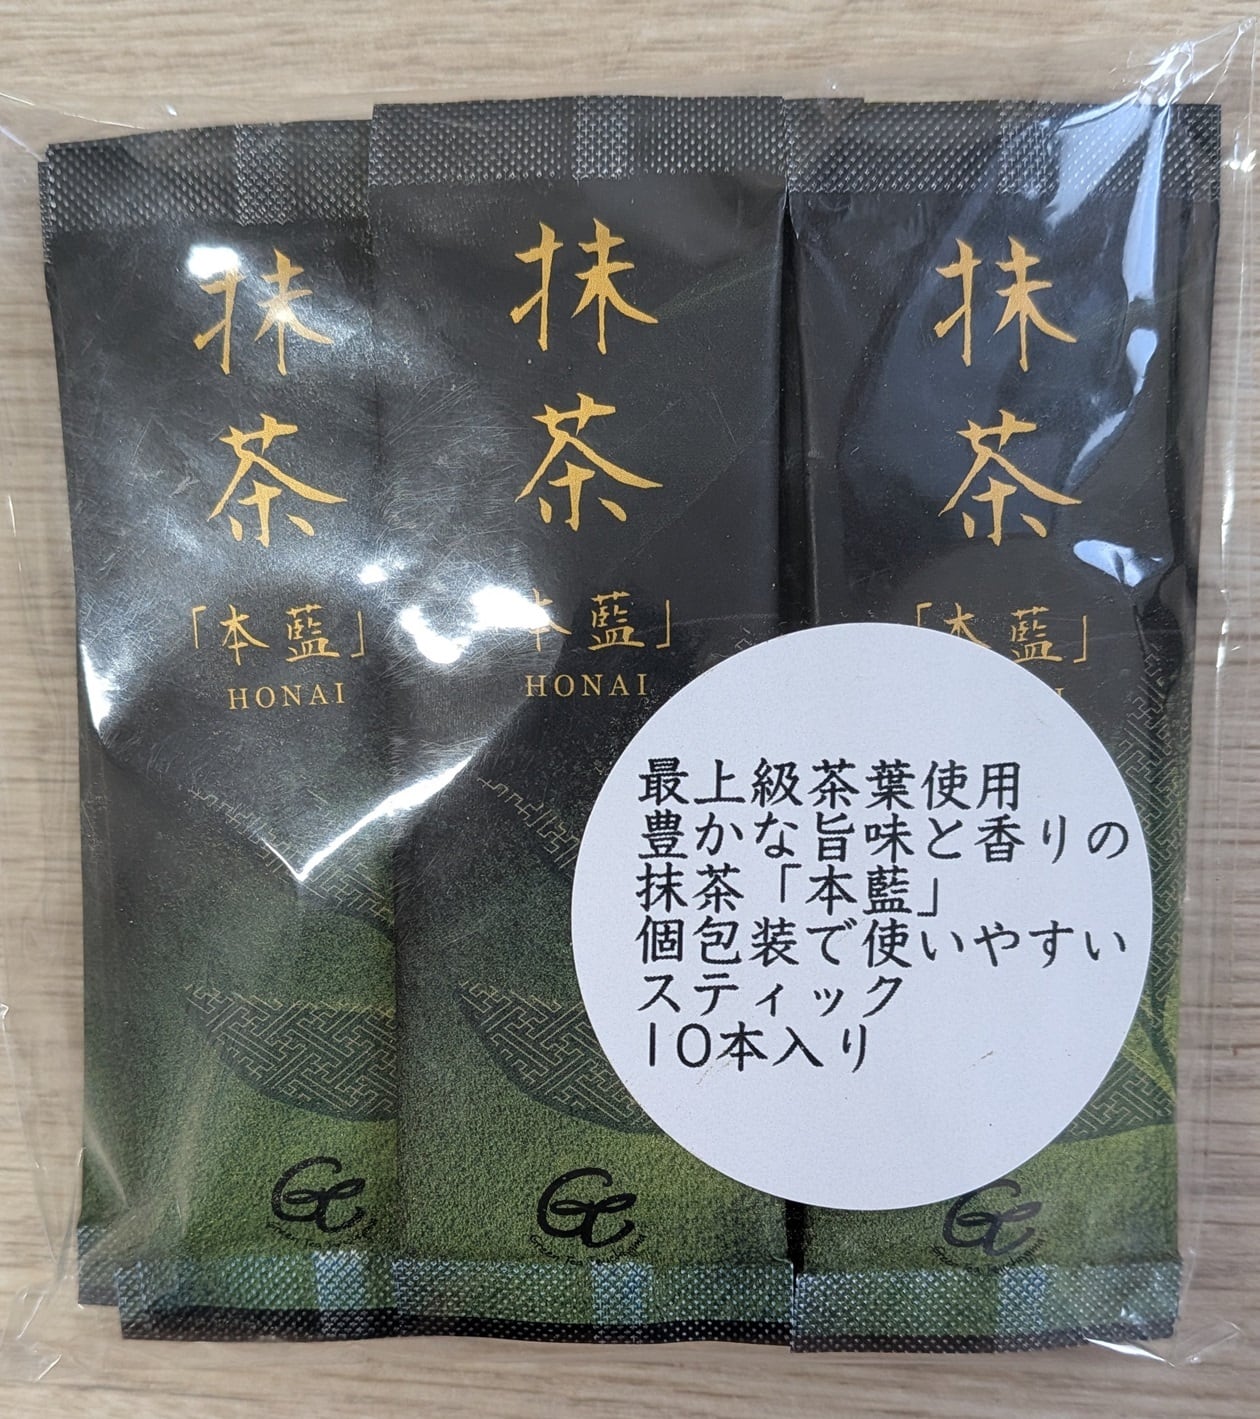 抹茶
「本藍」
HONAI
抹茶
本藍」
HONAI
抹茶
「本藍」
最上級茶葉使用
豊かな旨味と香りの
抹茶「本藍」
個包装で使いやすい
スティック
10本入り